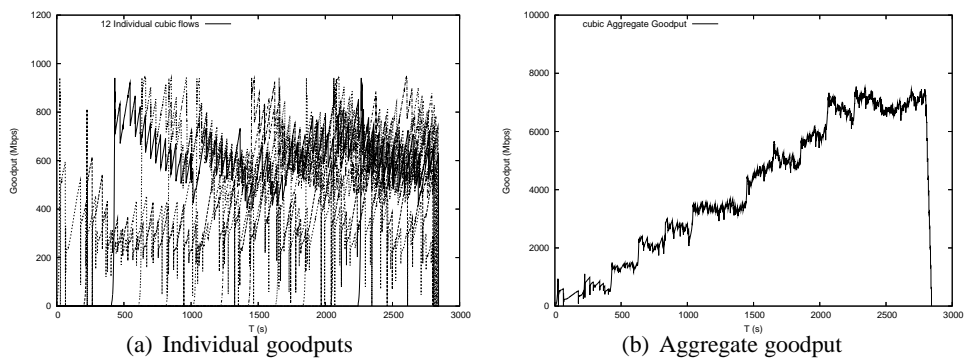 12 Individual cubic flows
1200
1000
800
600
400
200
0
Goodput (Mbps)
0 500 1000 1500 2000 2500 3000
T (s)
(a) Individual goodputs
cubic Aggregate Goodput
10000
8000
6000
4000
2000
0
Goodput (Mbps)
0 500 1000 1500 2000 2500 3000
T (s)
(b) Aggregate goodput